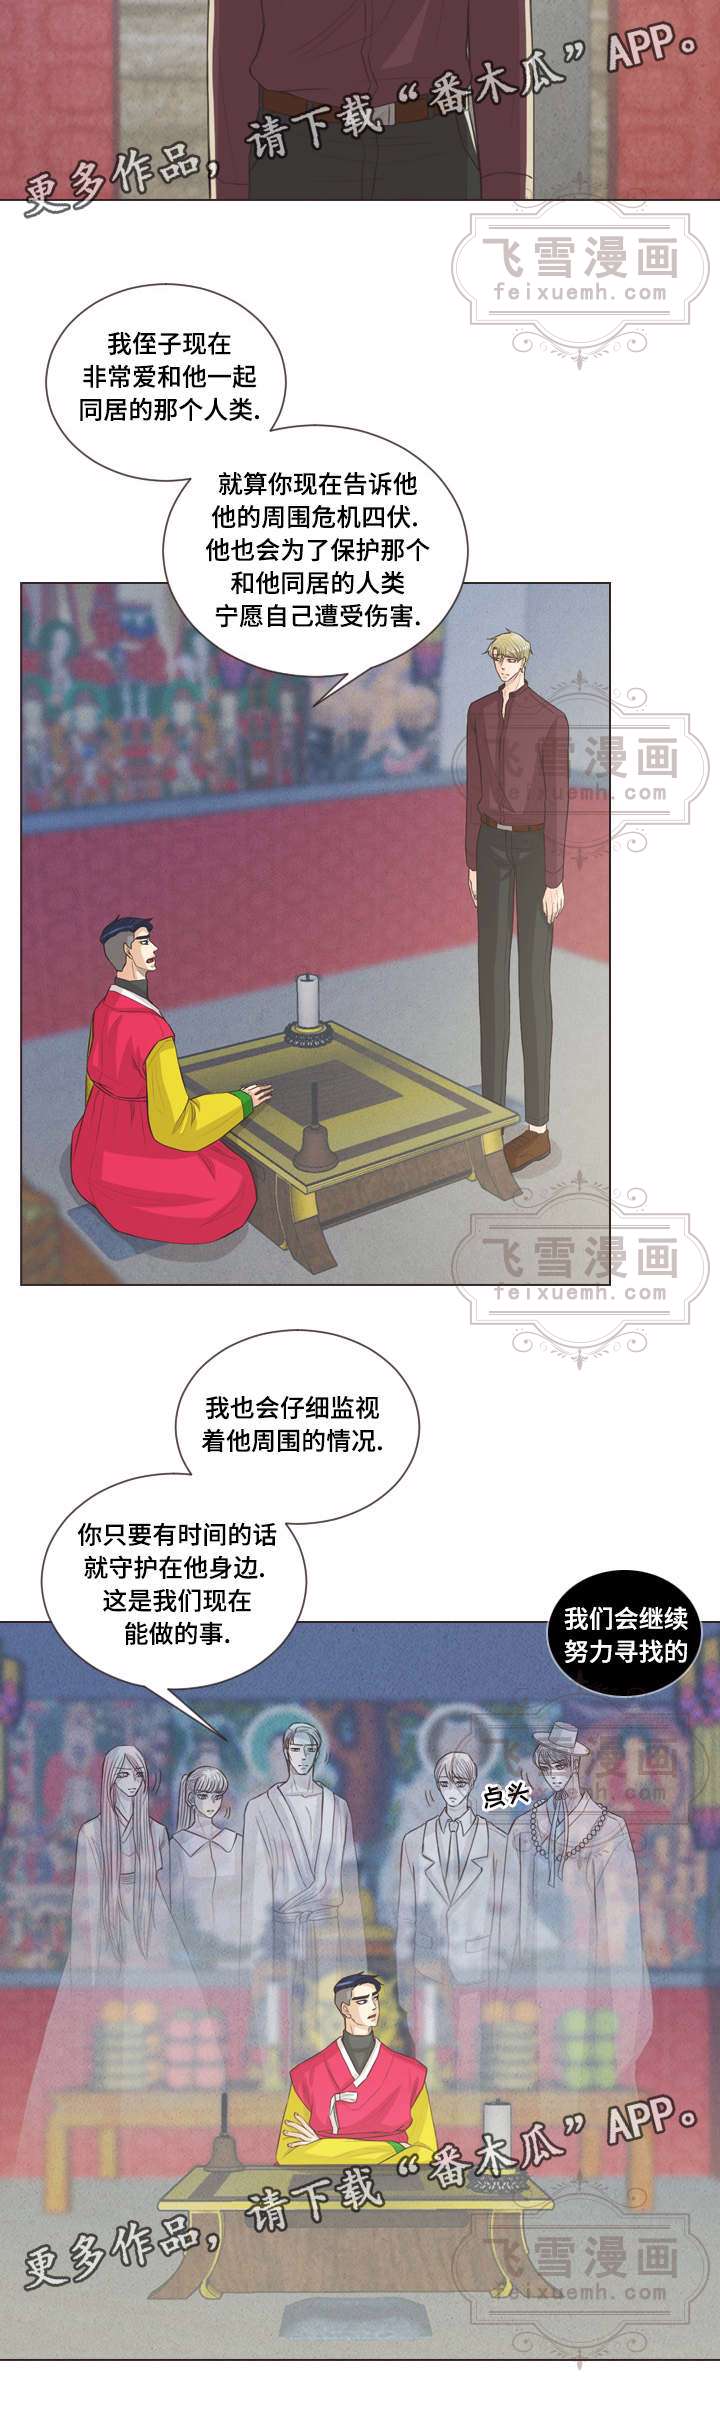 更多作品，请下载“番木瓜”APP。
飞雪漫画
feixuemh.com
我侄子现在
非常爱和他一起
同居的那个人类.
就算你现在告诉他
他的周围危机四伏.
他也会为了保护那个
和他同居的人类
宁愿自己遭受伤害.
飞雪漫画
feixuemh.com
飞雪漫画
feixuemh.com
我也会仔细监视
着他周围的情况.
你只要有时间的话
就守护在他身边.
这是我们现在
能做的事.
我们会继续
努力寻找的
飞雪漫画
feixuemh.com
点头
更多作品，请下载“番木瓜”APP。
飞雪漫画
feixuemh.com